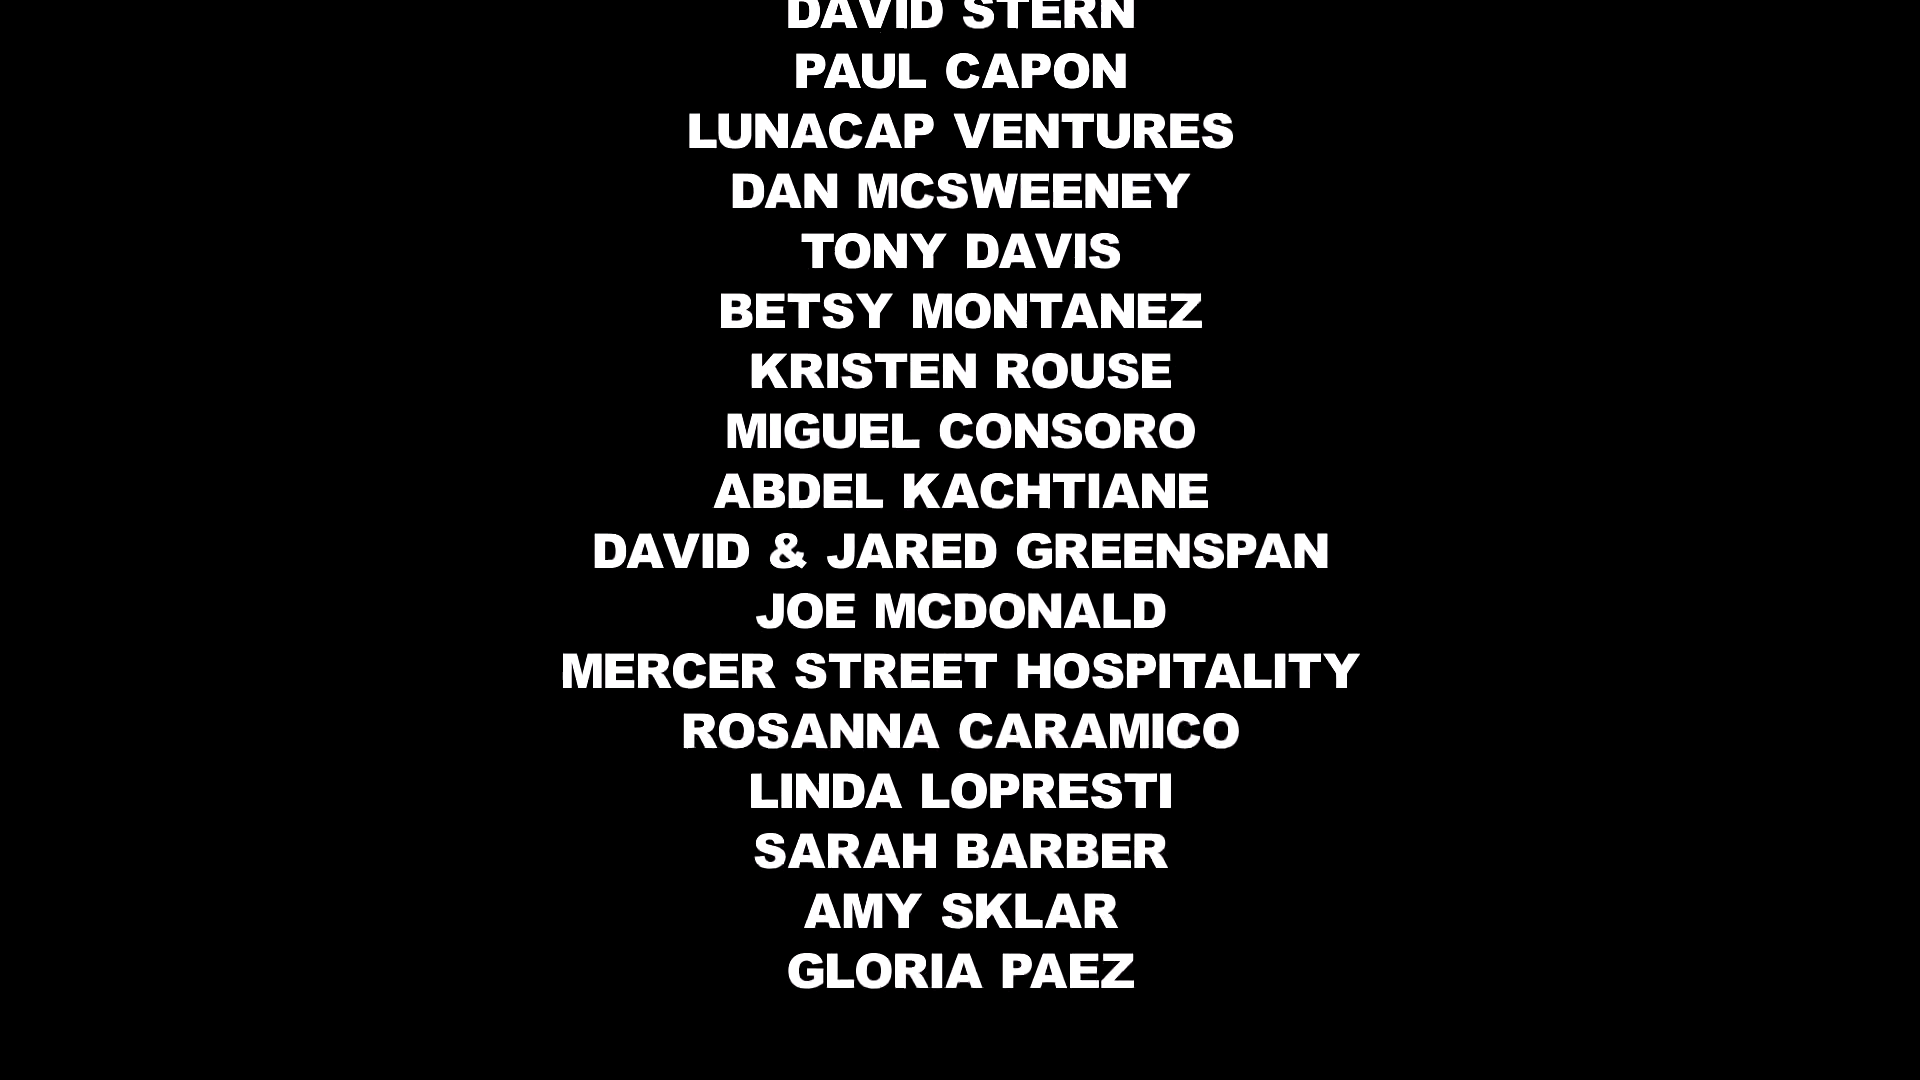 DAVID STERN
PAUL CAPON
LUNACAP VENTURES
DAN MCSWEENEY
TONY DAVIS
BETSY MONTANEZ
KRISTEN ROUSE
MIGUEL CONSORO
ABDEL KACHTIANE
DAVID & JARED GREENSPAN
JOE MCDONALD
MERCER STREET HOSPITALITY
ROSANNA CARAMICO
LINDA LOPRESTI
SARAH BARBER
AMY SKLAR
GLORIA PAEZ